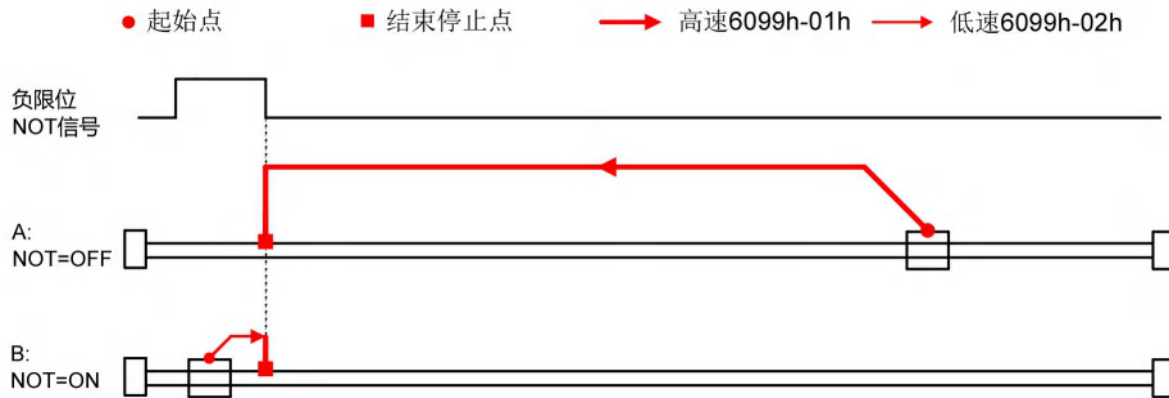 起始点
结束停止点
高速6099h-01h
低速6099h-02h
负限位
NOT信号
A:
NOT=OFF
B:
NOT=ON